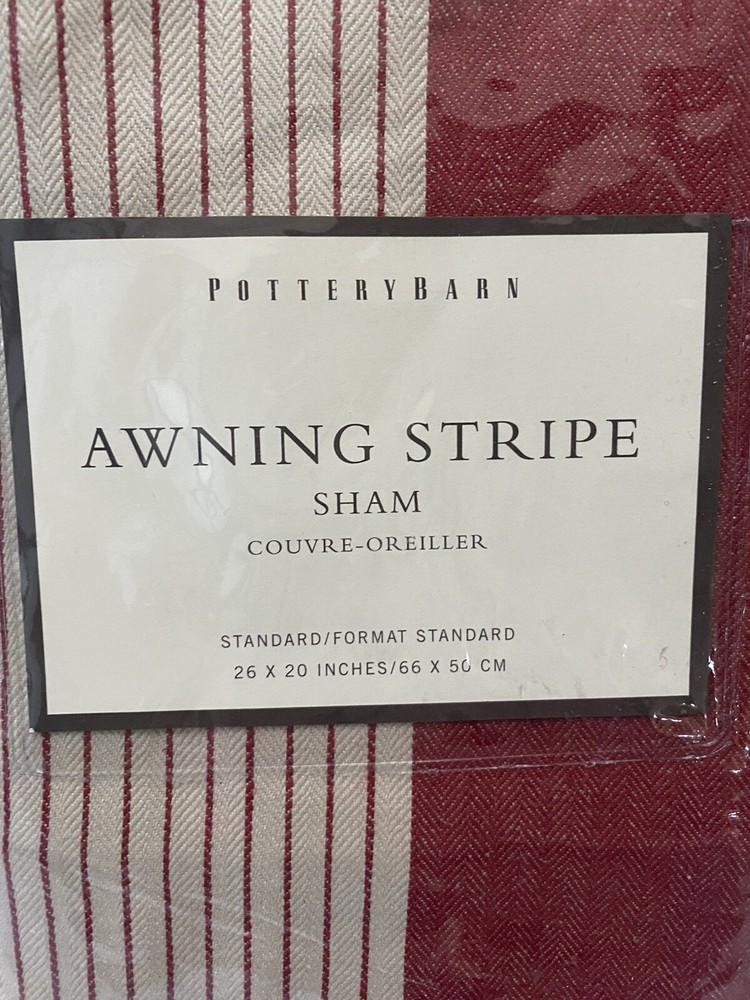 POTTERYBARN
AWNING STRIPE
SHAM
COUVRE-OREILLER
STANDARD/FORMAT STANDARD
26 X 20 INCHES/66 X 50 CM